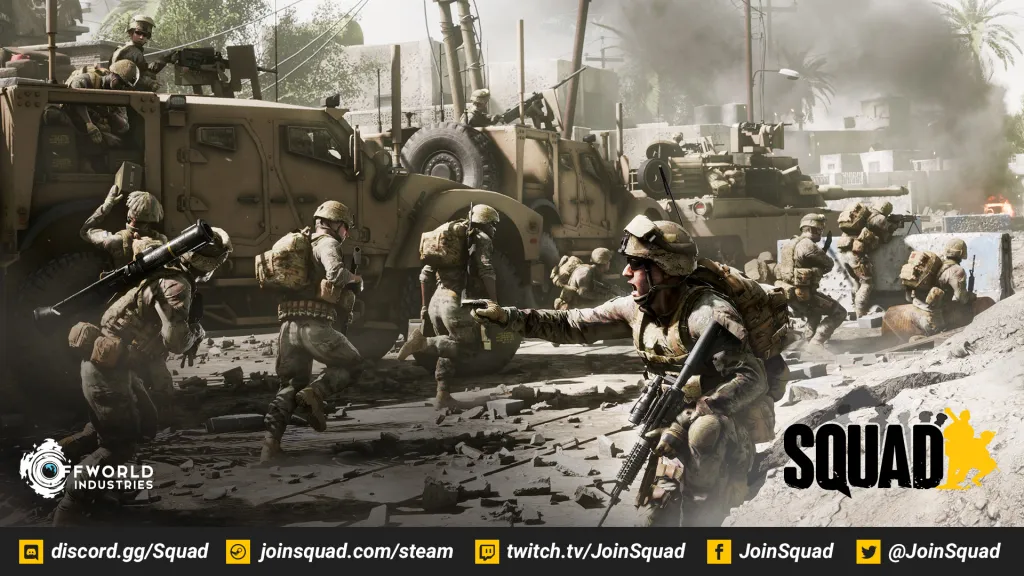 OFFWORLD
INDUSTRIES
SQUAD
discord.gg/Squad
joinsquad.com/steam
twitch.tv/JoinSquad
JoinSquad
@JoinSquad